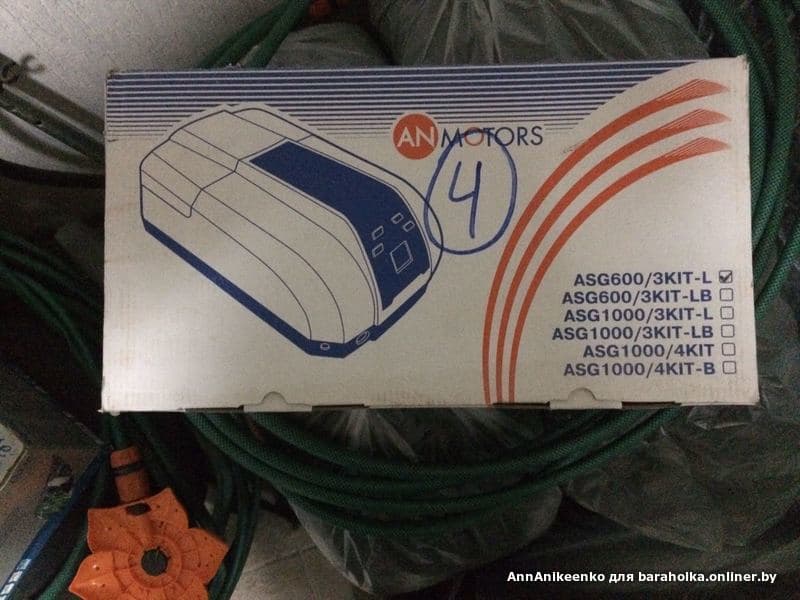 AN MOTORS
4
ASG600/3KIT-L
ASG600/3KIT-LB
ASG1000/3KIT-L
ASG1000/3KIT-LB
ASG1000/4KIT
ASG1000/4KIT-B
AnnAnikeenko для baraholka.onliner.by